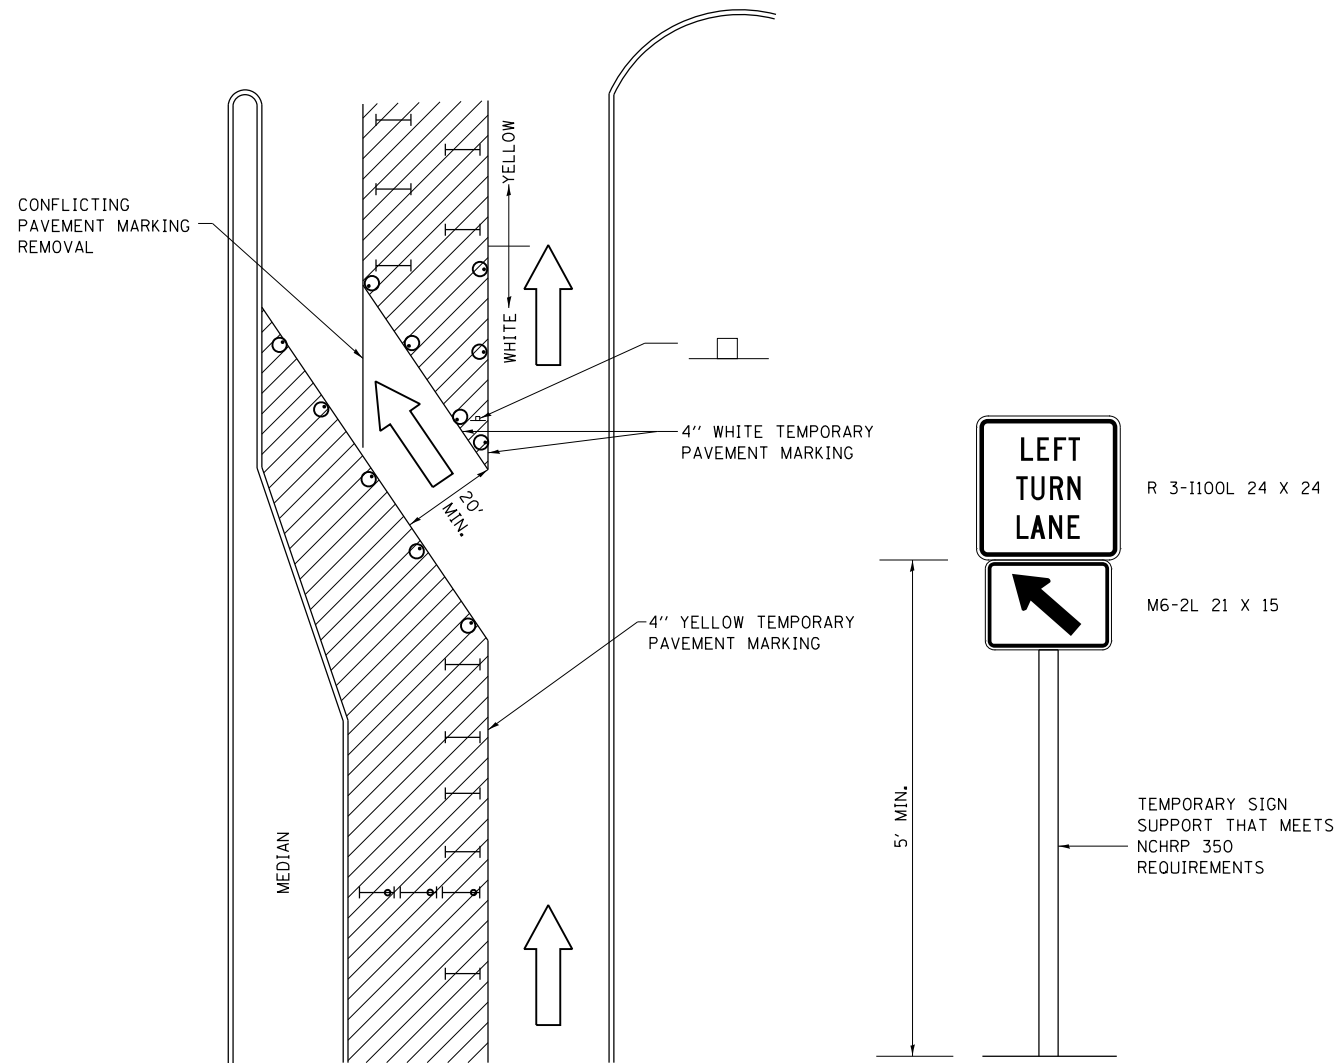 CONFLICTING
PAVEMENT MARKING
REMOVAL
YELLOW
WHITE
4'' WHITE TEMPORARY
PAVEMENT MARKING
20'
MIN.
4'' YELLOW TEMPORARY
PAVEMENT MARKING
MEDIAN
LEFT
TURN
LANE
R 3-I100L 24 X 24
M6-2L 21 X 15
5' MIN.
TEMPORARY SIGN
SUPPORT THAT MEETS
NCHRP 350
REQUIREMENTS